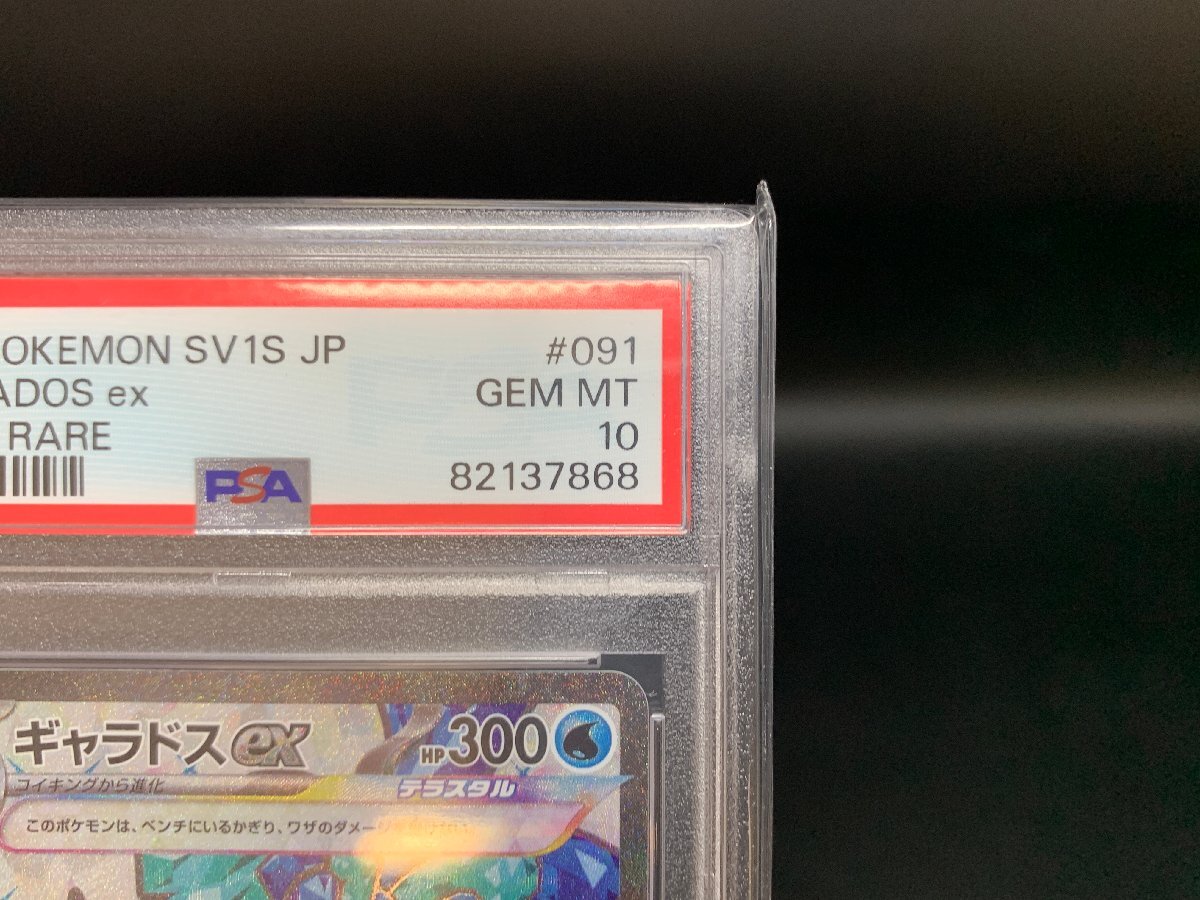 OKEMON SV1S JP #091
ADOS ex GEM MT
RARE 10
PSA 82137868
ギャラドスex HP 300
コイキングから進化 テラスタル
このポケモンは、ベンチにいるかぎり、ワザのダメー